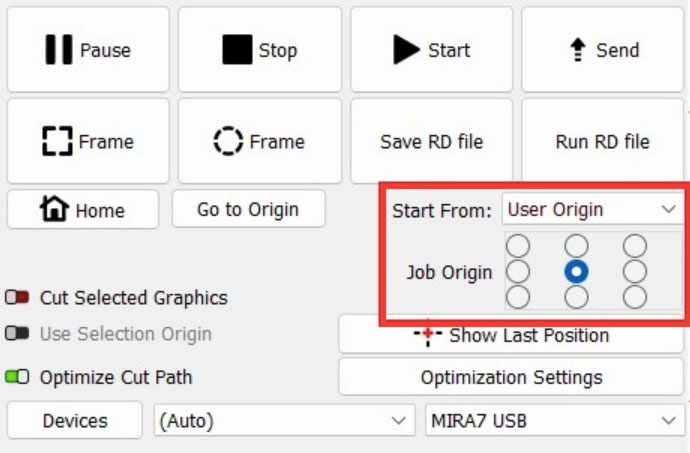 Pause Stop Start Send
Frame Frame Save RD file Run RD file
Home Go to Origin Start From: User Origin
Job Origin
Cut Selected Graphics
Use Selection Origin Show Last Position
Optimize Cut Path Optimization Settings
Devices (Auto) MIRA7 USB